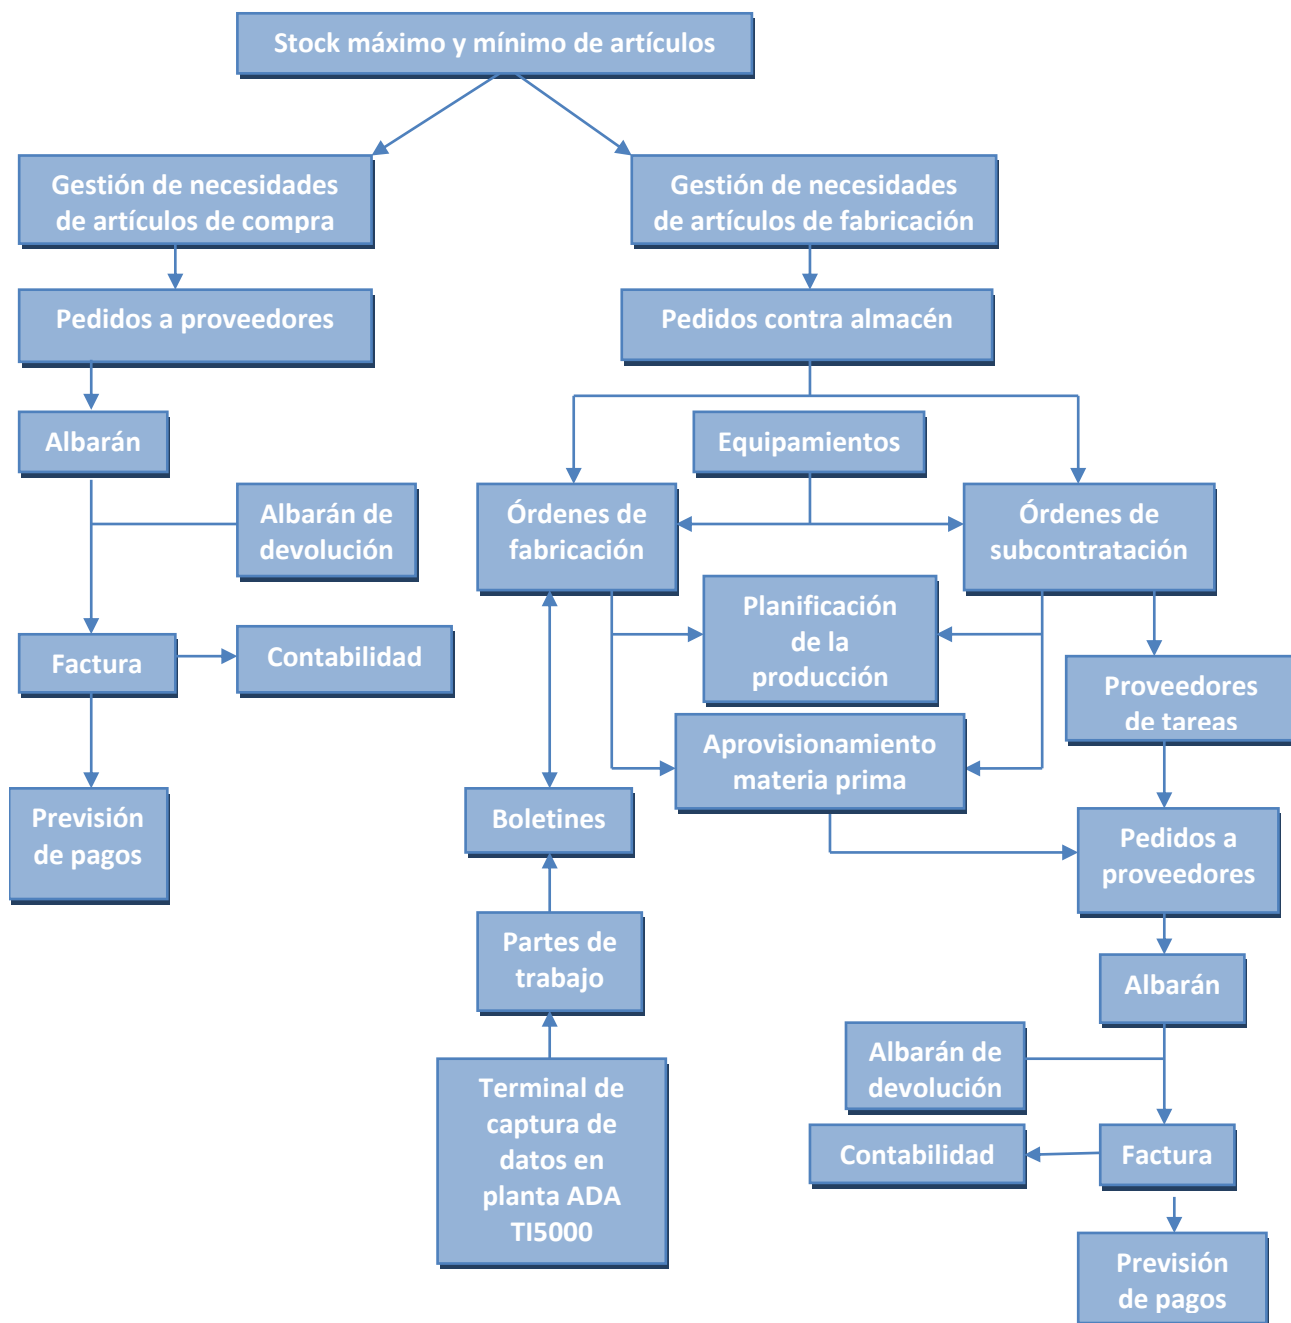 Stock máximo y mínimo de artículos
Gestión de necesidades
de artículos de compra
Gestión de necesidades
de artículos de fabricación
Pedidos a proveedores
Pedidos contra almacén
Albarán
Equipamientos
Albarán de
devolución
Órdenes de
fabricación
Órdenes de
subcontratación
Planificación
de la
producción
Factura
Contabilidad
Proveedores
de tareas
Aprovisionamiento
materia prima
Previsión
de pagos
Boletines
Pedidos a
proveedores
Partes de
trabajo
Albarán
Albarán de
devolución
Terminal de
captura de
datos en
planta ADA
TI5000
Contabilidad
Factura
Previsión
de pagos